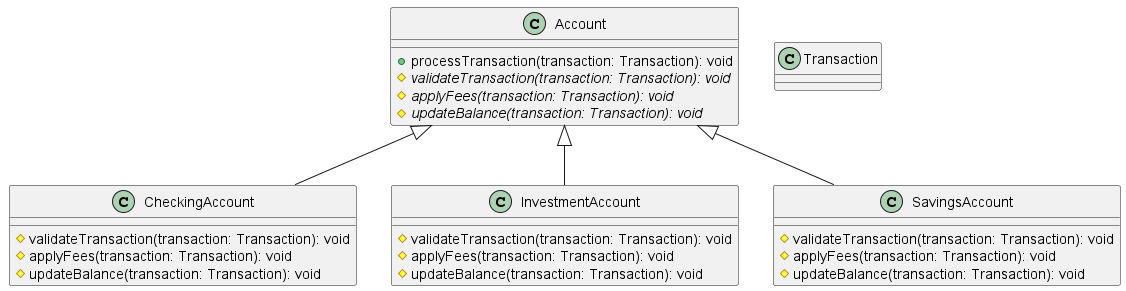 C Account
processTransaction(transaction: Transaction): void
validateTransaction(transaction: Transaction): void
applyFees(transaction: Transaction): void
updateBalance(transaction: Transaction): void
C Transaction
C CheckingAccount
validateTransaction(transaction: Transaction): void
applyFees(transaction: Transaction): void
updateBalance(transaction: Transaction): void
C InvestmentAccount
validateTransaction(transaction: Transaction): void
applyFees(transaction: Transaction): void
updateBalance(transaction: Transaction): void
C SavingsAccount
validateTransaction(transaction: Transaction): void
applyFees(transaction: Transaction): void
updateBalance(transaction: Transaction): void